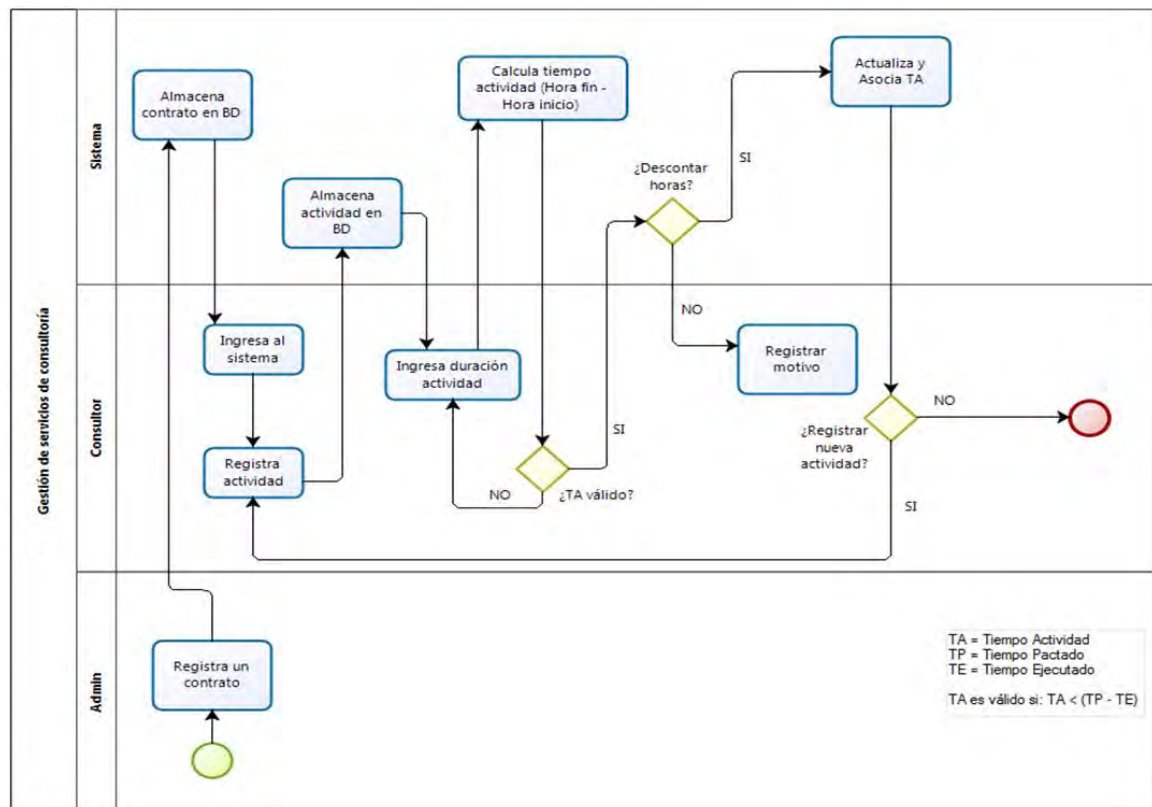 Gestión de servicios de consultoría
Sistema
Almacena
contrato en BD
Almacena
actividad en
BD
Calcula tiempo
actividad (Hora fin -
Hora inicio)
¿Descontar
horas?
SI
NO
Actualiza y
Asocia TA
Consultor
Ingresa al
sistema
Registra
actividad
Ingresa duración
actividad
NO
¿TA válido?
SI
Registrar
motivo
¿Registrar
nueva
actividad?
NO
SI
Admin
Registra un
contrato
TA = Tiempo Actividad
TP = Tiempo Pactado
TE = Tiempo Ejecutado
TA es válido si: TA < (TP - TE)